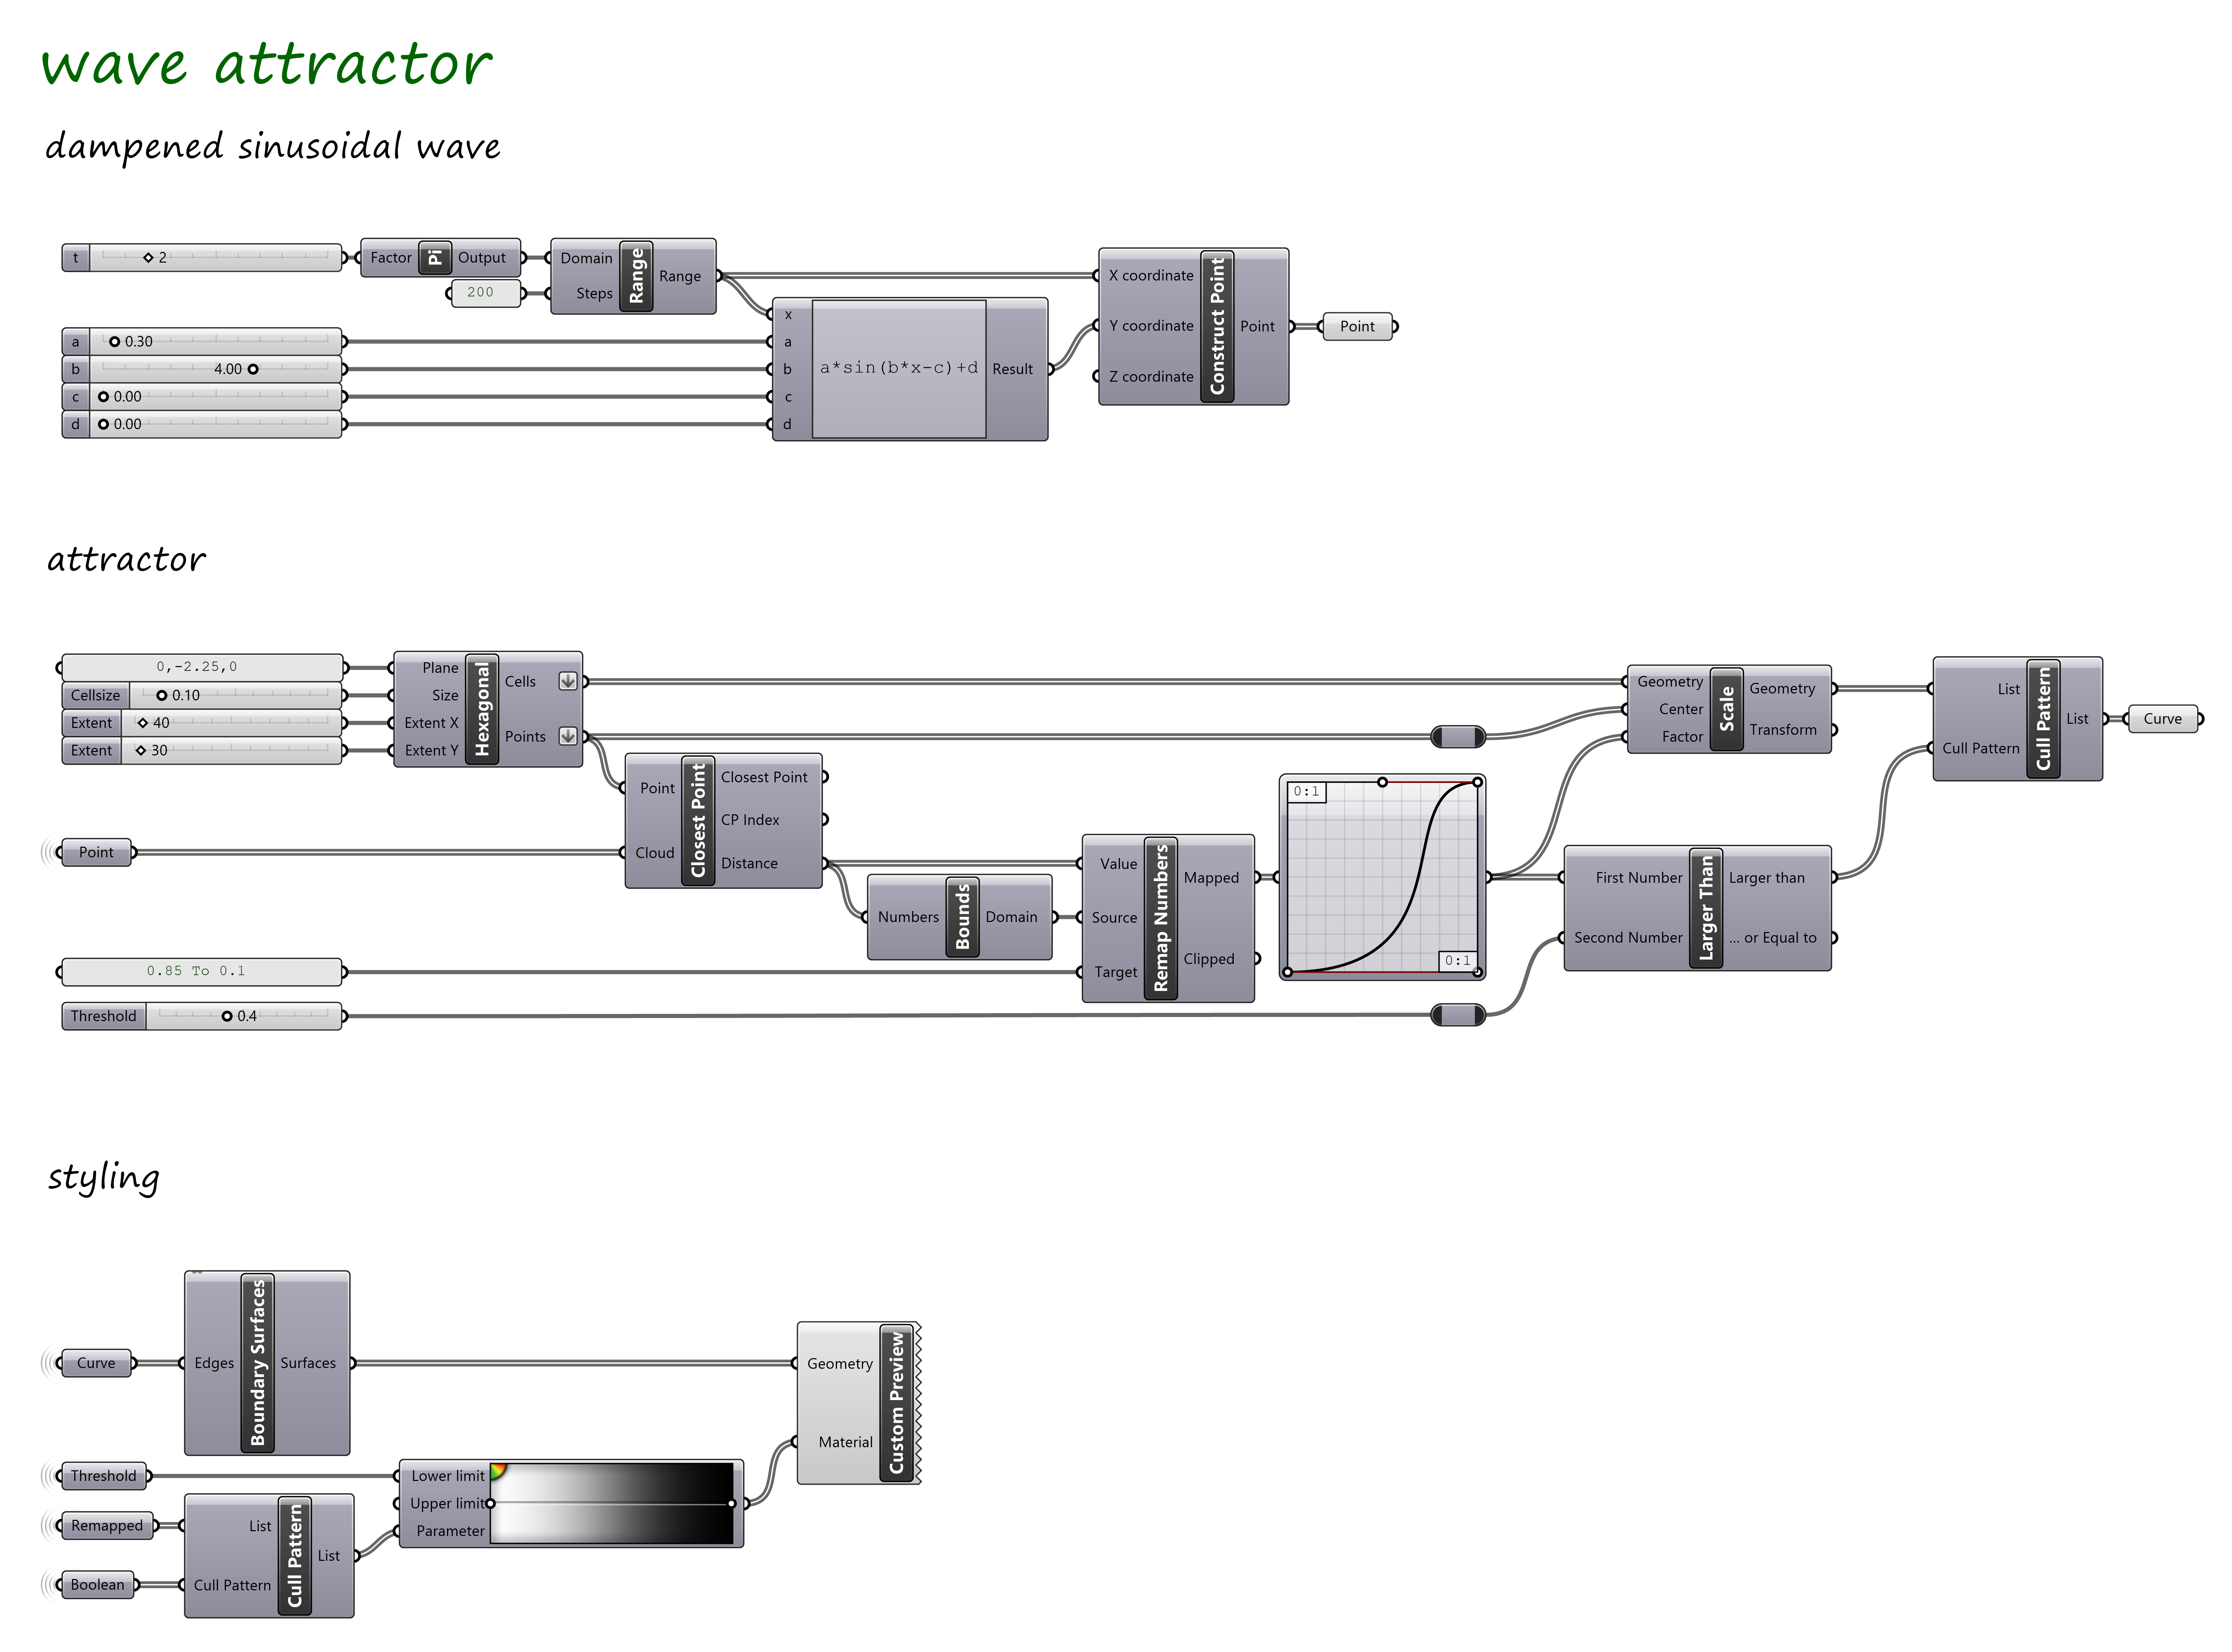 wave attractor
dampened sinusoidal wave
t 2
Factor Pi Output
200
Domain
Steps
Range
Range
a 0.30
b 4.00
c 0.00
d 0.00
x
a
b
c
d
a*sin(b*x-c)+d
Result
X coordinate
Y coordinate
Z coordinate
Construct Point
Point
Point
attractor
0,-2.25,0
Cellsize 0.10
Extent 40
Extent 30
Plane
Size
Extent X
Extent Y
Hexagonal
Cells
Points
Point
Point
Cloud
Closest Point
Closest Point
CP Index
Distance
Numbers Bounds Domain
0.85 To 0.1
Threshold 0.4
Value
Source
Target
Remap Numbers
Mapped
Clipped
0:1
0:1
Geometry
Center
Factor
Scale
Geometry
Transform
First Number
Second Number
Larger Than
Larger than
... or Equal to
List
Cull Pattern
Cull Pattern
List
Curve
styling
Curve
Edges
Boundary Surfaces
Surfaces
Threshold
Remapped
Boolean
List
Cull Pattern
Cull Pattern
List
Lower limit
Upper limit
Parameter
Geometry
Material
Custom Preview